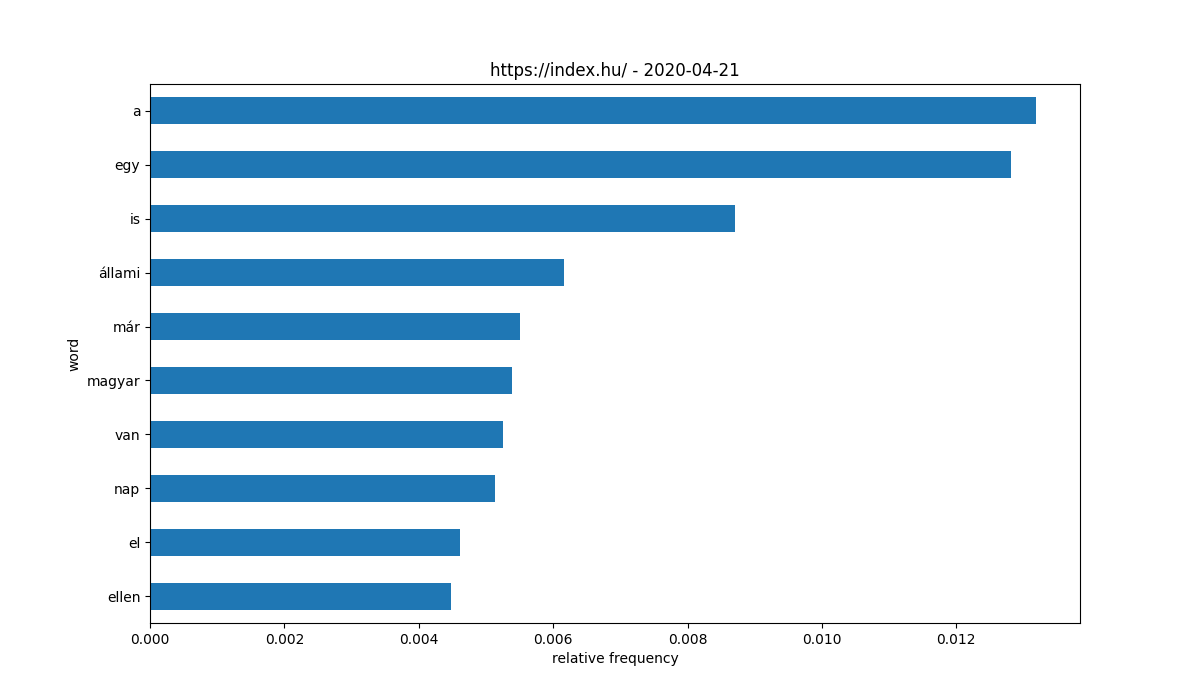 https://index.hu/ - 2020-04-21
a
egy
is
állami
már
magyar
van
nap
el
ellen
word
0.000 0.002 0.004 0.006 0.008 0.010 0.012
relative frequency